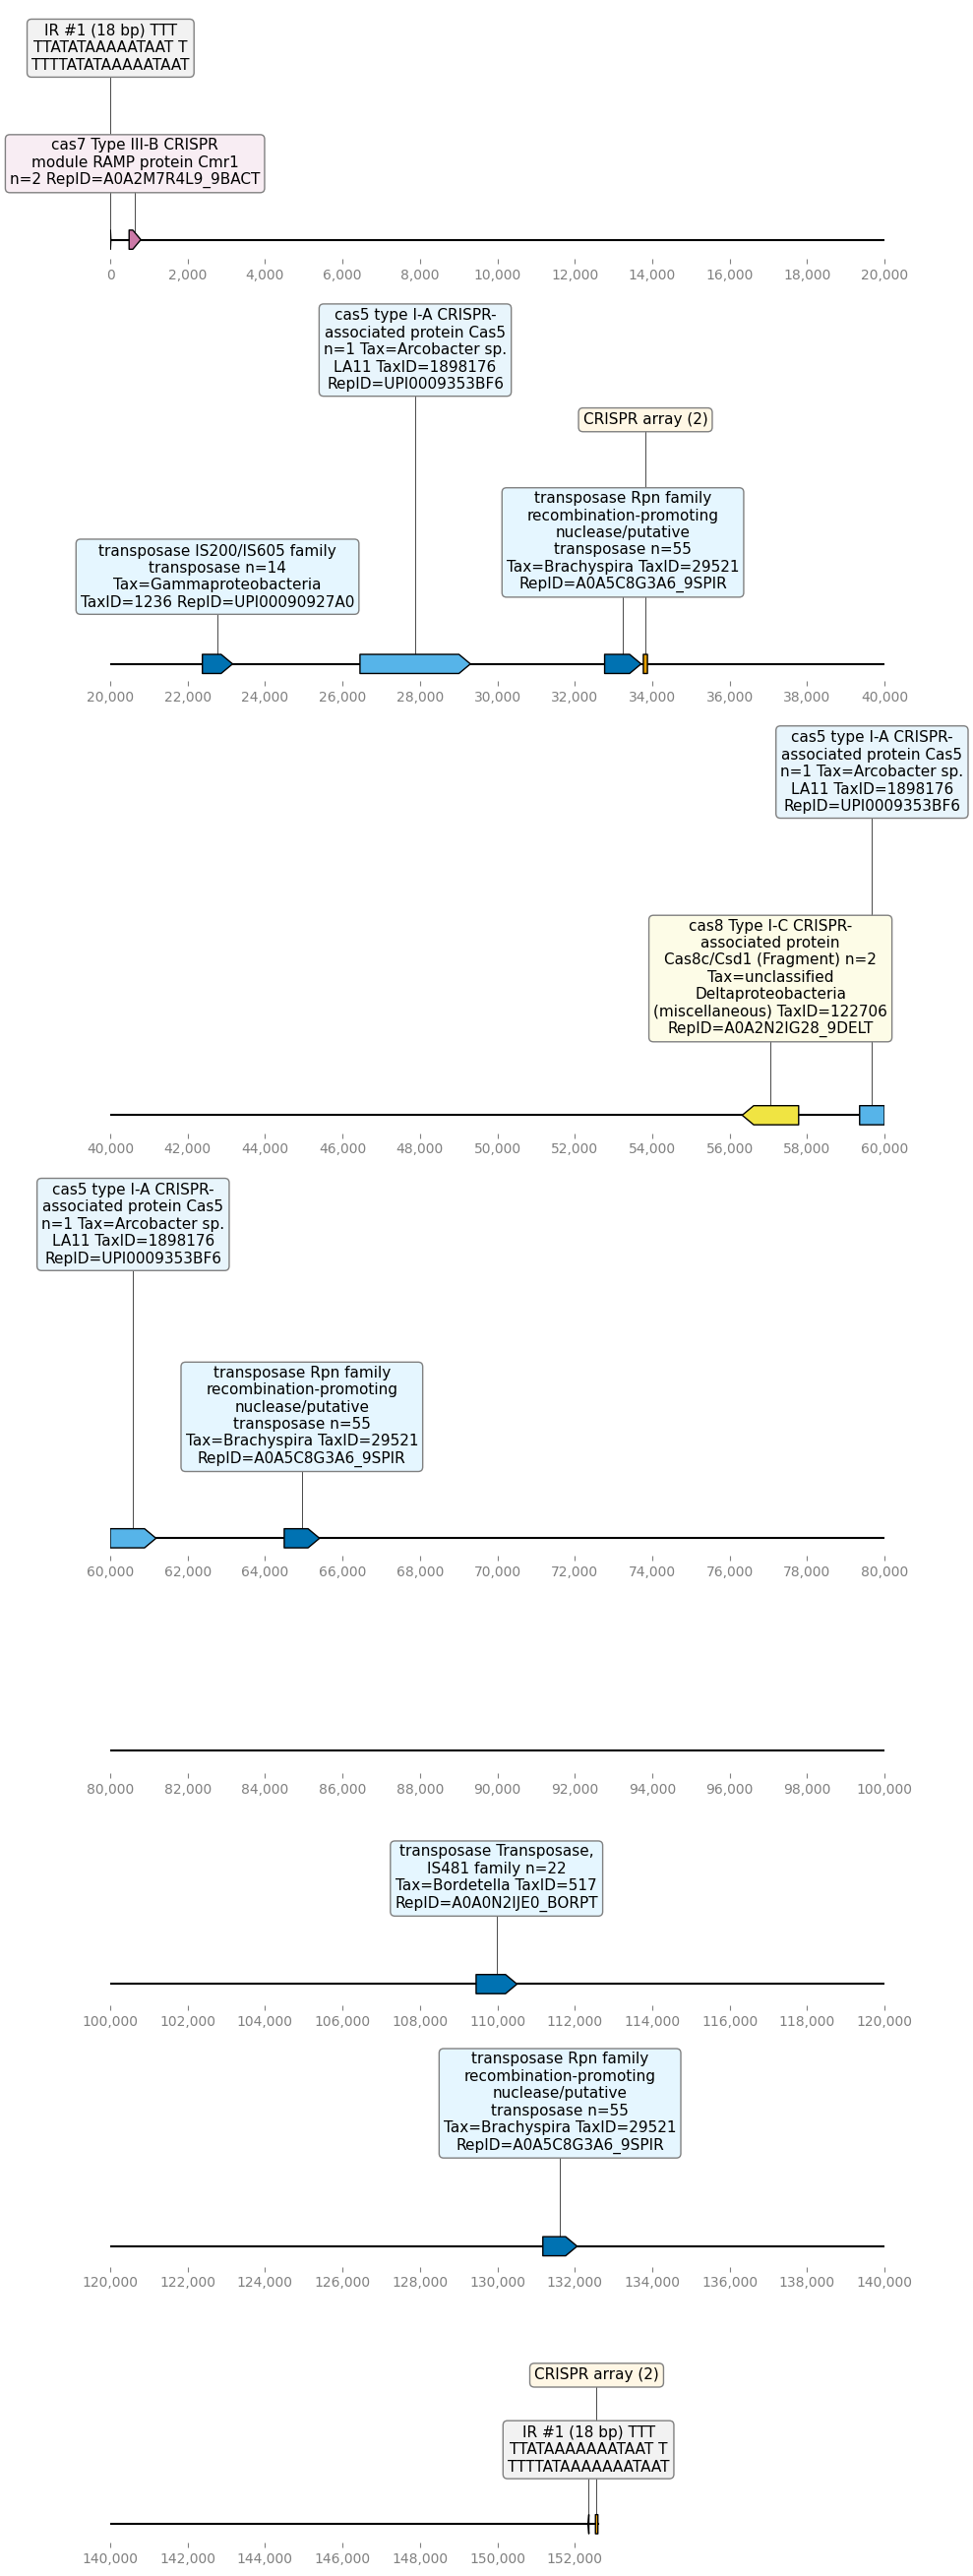 IR #1 (18 bp) TTT
TTATATAAAAATAAT T
TTTTATATAAAAATAAT
cas7 Type III-B CRISPR
module RAMP protein Cmr1
n=2 RepID=A0A2M7R4L9_9BACT
0 2,000 4,000 6,000 8,000 10,000 12,000 14,000 16,000 18,000 20,000
cas5 type I-A CRISPR-
associated protein Cas5
n=1 Tax=Arcobacter sp.
LA11 TaxID=1898176
RepID=UPI0009353BF6
CRISPR array (2)
transposase Rpn family
recombination-promoting
nuclease/putative
transposase n=55
Tax=Brachyspira TaxID=29521
RepID=A0A5C8G3A6_9SPIR
transposase IS200/IS605 family
transposase n=14
Tax=Gammaproteobacteria
TaxID=1236 RepID=UPI00090927A0
20,000 22,000 24,000 26,000 28,000 30,000 32,000 34,000 36,000 38,000 40,000
cas5 type I-A CRISPR-
associated protein Cas5
n=1 Tax=Arcobacter sp.
LA11 TaxID=1898176
RepID=UPI0009353BF6
cas8 Type I-C CRISPR-
associated protein
Cas8c/Csd1 (Fragment) n=2
Tax=unclassified
Deltaproteobacteria
(miscellaneous) TaxID=122706
RepID=A0A2N2IG28_9DELT
40,000 42,000 44,000 46,000 48,000 50,000 52,000 54,000 56,000 58,000 60,000
cas5 type I-A CRISPR-
associated protein Cas5
n=1 Tax=Arcobacter sp.
LA11 TaxID=1898176
RepID=UPI0009353BF6
transposase Rpn family
recombination-promoting
nuclease/putative
transposase n=55
Tax=Brachyspira TaxID=29521
RepID=A0A5C8G3A6_9SPIR
60,000 62,000 64,000 66,000 68,000 70,000 72,000 74,000 76,000 78,000 80,000
80,000 82,000 84,000 86,000 88,000 90,000 92,000 94,000 96,000 98,000 100,000
transposase Transposase,
IS481 family n=22
Tax=Bordetella TaxID=517
RepID=A0A0N2IJE0_BORPT
100,000 102,000 104,000 106,000 108,000 110,000 112,000 114,000 116,000 118,000 120,000
transposase Rpn family
recombination-promoting
nuclease/putative
transposase n=55
Tax=Brachyspira TaxID=29521
RepID=A0A5C8G3A6_9SPIR
120,000 122,000 124,000 126,000 128,000 130,000 132,000 134,000 136,000 138,000 140,000
CRISPR array (2)
IR #1 (18 bp) TTT
TTATAAAAAAATAAT T
TTTTATAAAAAAATAAT
140,000 142,000 144,000 146,000 148,000 150,000 152,000